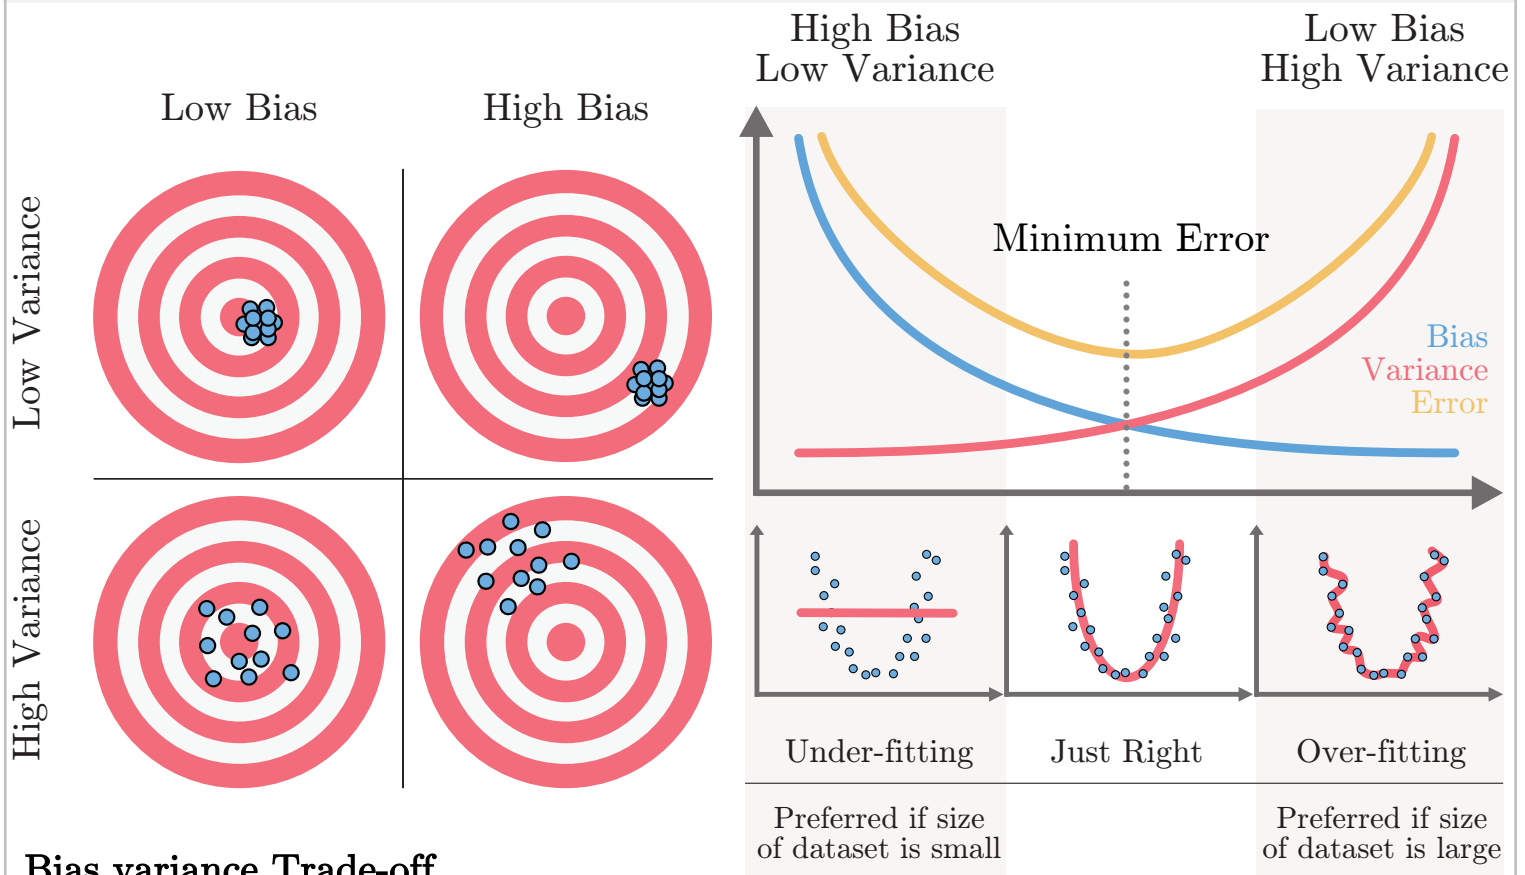 Low Bias
High Bias
Low Variance
High Variance
High Bias
Low Variance
Low Bias
High Variance
Minimum Error
Bias
Variance
Error
Under-fitting
Just Right
Over-fitting
Preferred if size
of dataset is small
Preferred if size
of dataset is large
Bias variance Trade-off